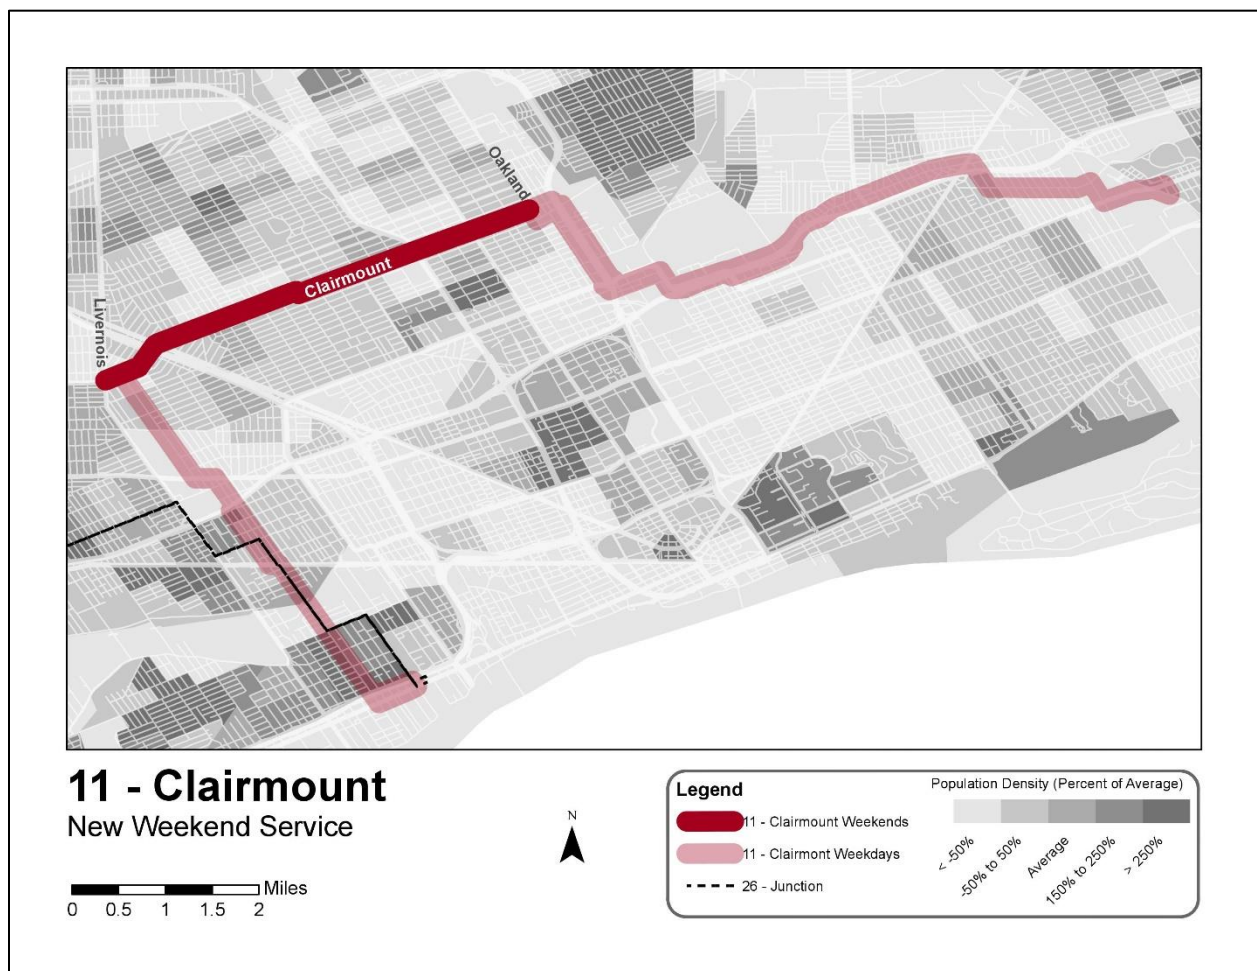 Oakland
Clairmount
Livernois
11 - Clairmount
New Weekend Service
Miles
0 0.5 1 1.5 2
N
Legend
11 - Clairmount Weekends
11 - Clairmont Weekdays
26 - Junction
Population Density (Percent of Average)
< -50%
-50% to 50%
Average
150% to 250%
> 250%